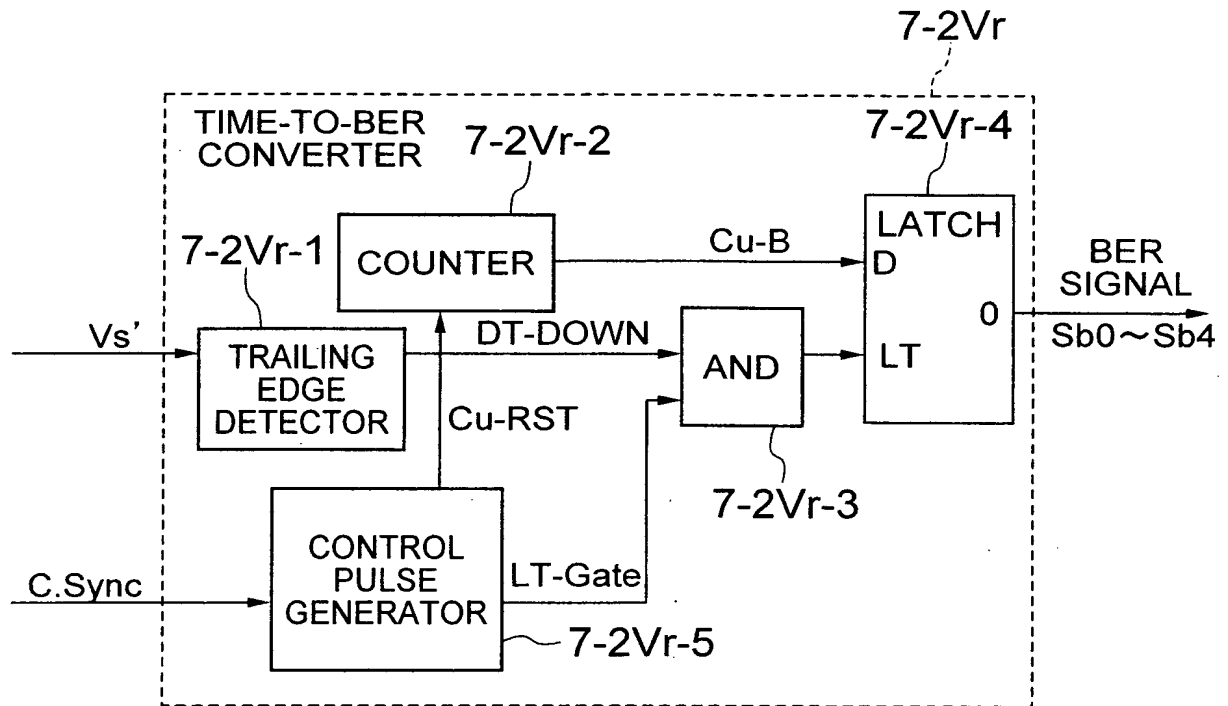 7-2Vr
TIME-TO-BER
CONVERTER
7-2Vr-2
7-2Vr-4
7-2Vr-1
COUNTER
Cu-B
LATCH
D
BER
SIGNAL
0
Vs'
TRAILING
EDGE
DETECTOR
DT-DOWN
AND
LT
Sb0～Sb4
Cu-RST
7-2Vr-3
CONTROL
PULSE
GENERATOR
LT-Gate
C.Sync
7-2Vr-5